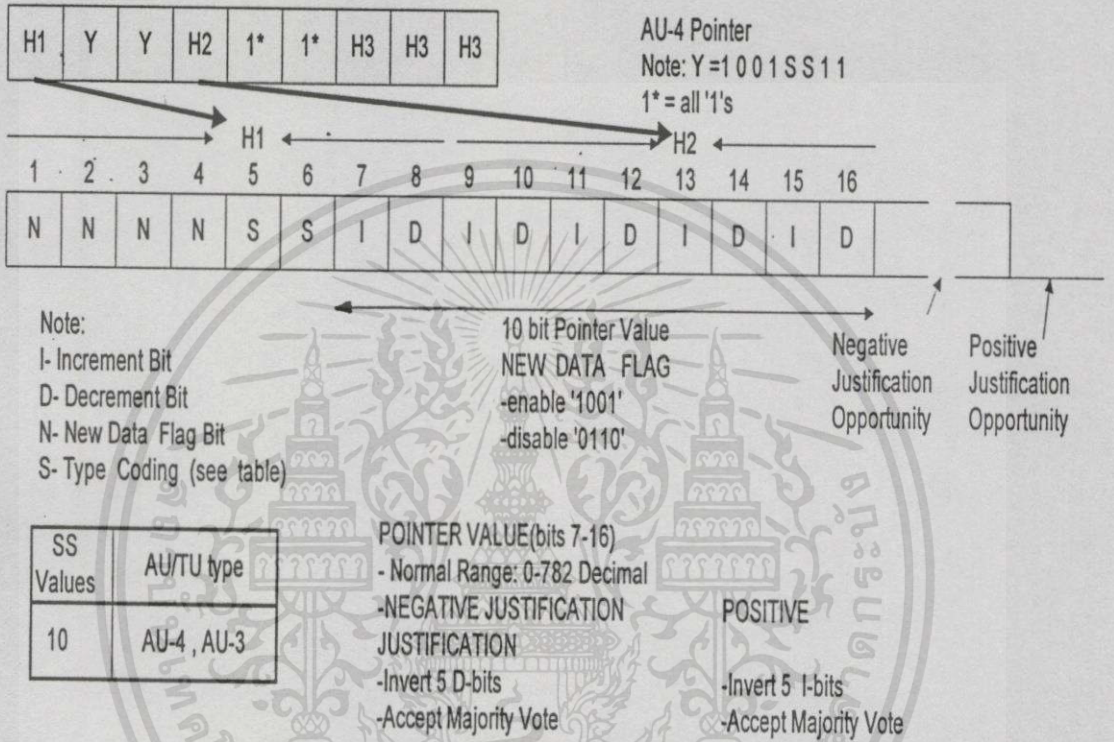 H1 Y Y H2 1* 1* H3 H3 H3
AU-4 Pointer
Note: Y =1 0 0 1 S S 1 1
1* = all '1's
H1 H2
1 2 3 4 5 6 7 8 9 10 11 12 13 14 15 16
N N N N S S I D I D I D I D I D
Note:
I- Increment Bit
D- Decrement Bit
N- New Data Flag Bit
S- Type Coding (see table)
10 bit Pointer Value
NEW DATA FLAG
-enable '1001'
-disable '0110'
Negative
Justification
Opportunity
Positive
Justification
Opportunity
SS
Values
AU/TU type
10 AU-4 , AU-3
POINTER VALUE(bits 7-16)
- Normal Range: 0-782 Decimal
-NEGATIVE JUSTIFICATION POSITIVE
JUSTIFICATION
-Invert 5 D-bits -Invert 5 I-bits
-Accept Majority Vote -Accept Majority Vote